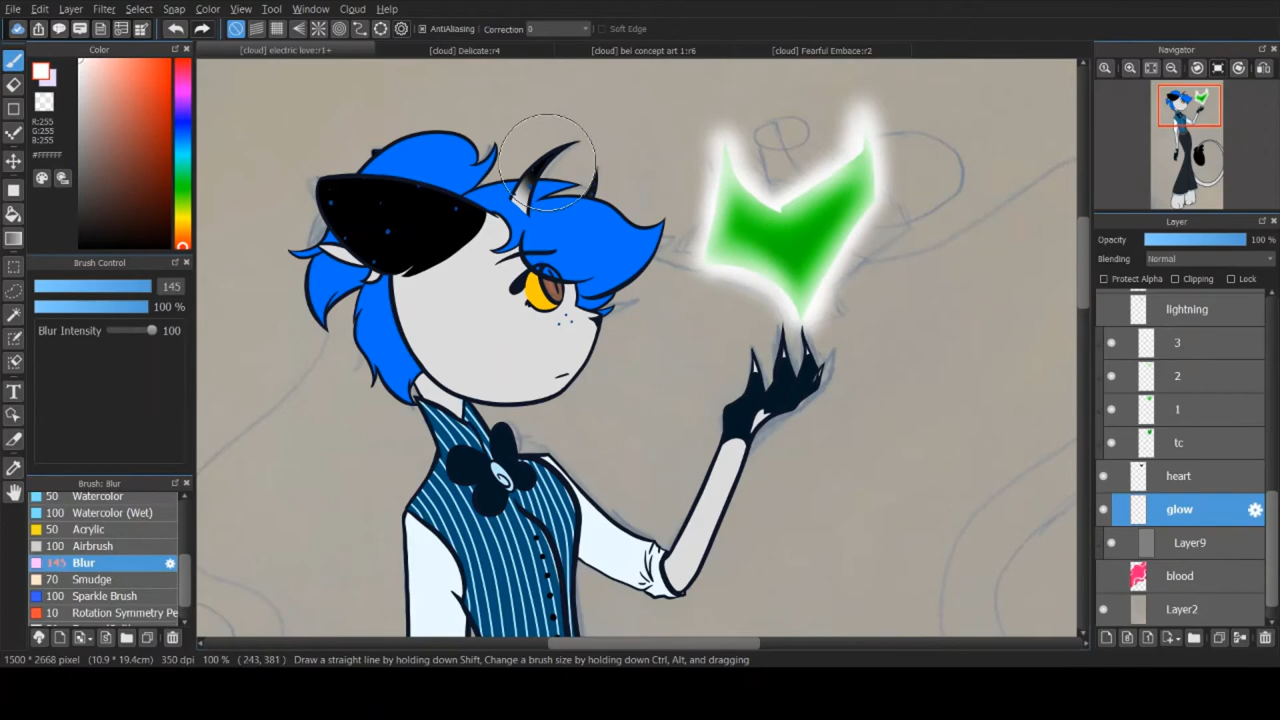 File Edit Layer Filter Select Snap Color View Tool Window Cloud Help
AntiAliasing Correction 0 Soft Edge
Color
[cloud] electric love:r1+
[cloud] Delicate:r4
[cloud] bei concept art 1:r6
[cloud] Fearful Embrace:r2
Navigator
R:255
G:255
B:255
#FFFFFF
Brush Control
145
100 %
Blur Intensity 100
Brush: Blur
50 Watercolor
100 Watercolor (Wet)
50 Acrylic
100 Airbrush
145 Blur
70 Smudge
100 Sparkle Brush
10 Rotation Symmetry Pe
Layer
Opacity 100 %
Blending Normal
Protect Alpha Clipping Lock
lightning
3
2
1
tc
heart
glow
Layer9
blood
Layer2
1500 * 2668 pixel (10.9 * 19.4cm) 350 dpi 100 % ( 243, 381 ) Draw a straight line by holding down Shift, Change a brush size by holding down Ctrl, Alt, and dragging